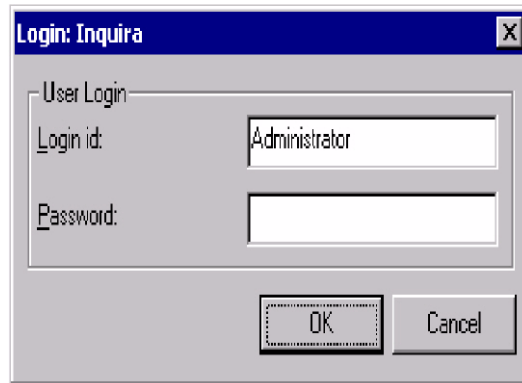 Login: Inquira
User Login
Login id: Administrator
Password:
OK Cancel